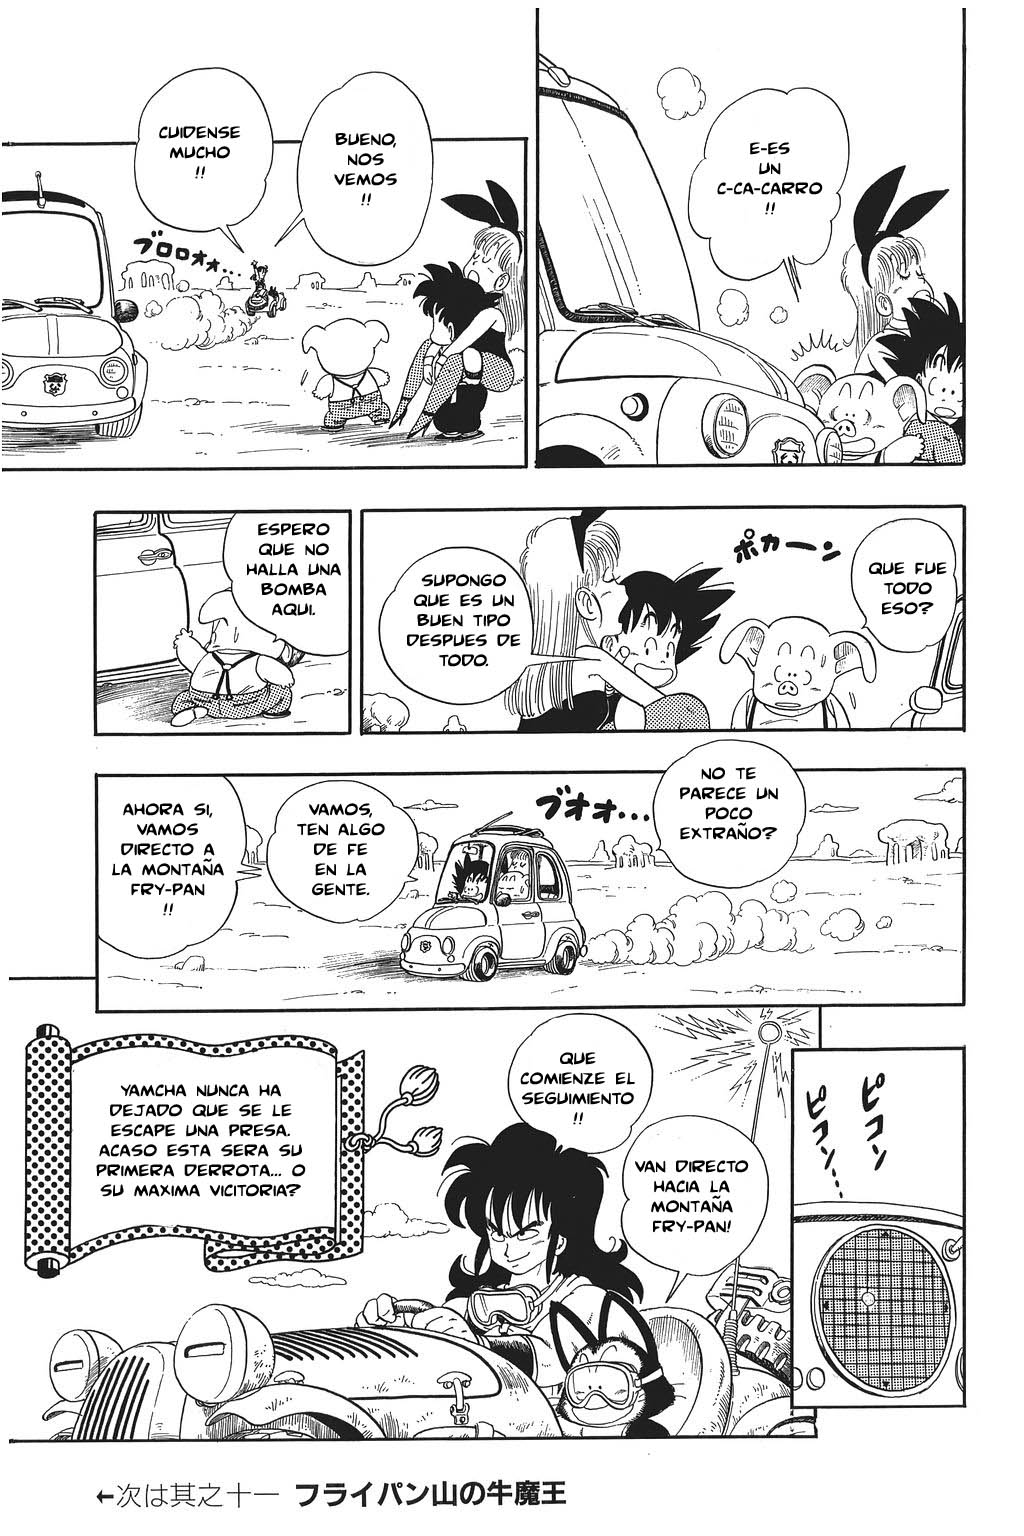 E-ES
UN
C-CA-CARRO
!!
BUENO,
NOS
VEMOS
!!
CUIDENSE
MUCHO
!!
ブロロォォ...
QUE FUE
TODO
ESO?
ポカーン
SUPONGO
QUE ES UN
BUEN TIPO
DESPUES DE
TODO.
ESPERO
QUE NO
HALLA UNA
BOMBA
AQUI.
NO TE
PARECE UN
POCO
EXTRAÑO?
ブオオ...
VAMOS,
TEN ALGO
DE FE
EN LA
GENTE.
AHORA SI,
VAMOS
DIRECTO A
LA MONTAÑA
FRY-PAN
!!
ピコーン
ピコーン...
QUE
COMIENZE EL
SEGUIMIENTO
!!
VAN DIRECTO
HACIA LA
MONTAÑA
FRY-PAN!
YAMCHA NUNCA HA
DEJADO QUE SE LE
ESCAPE UNA PRESA.
ACASO ESTA SERA SU
PRIMERA DERROTA... O
SU MAXIMA VICITORIA?
←次は其之十一 フライパン山の牛魔王